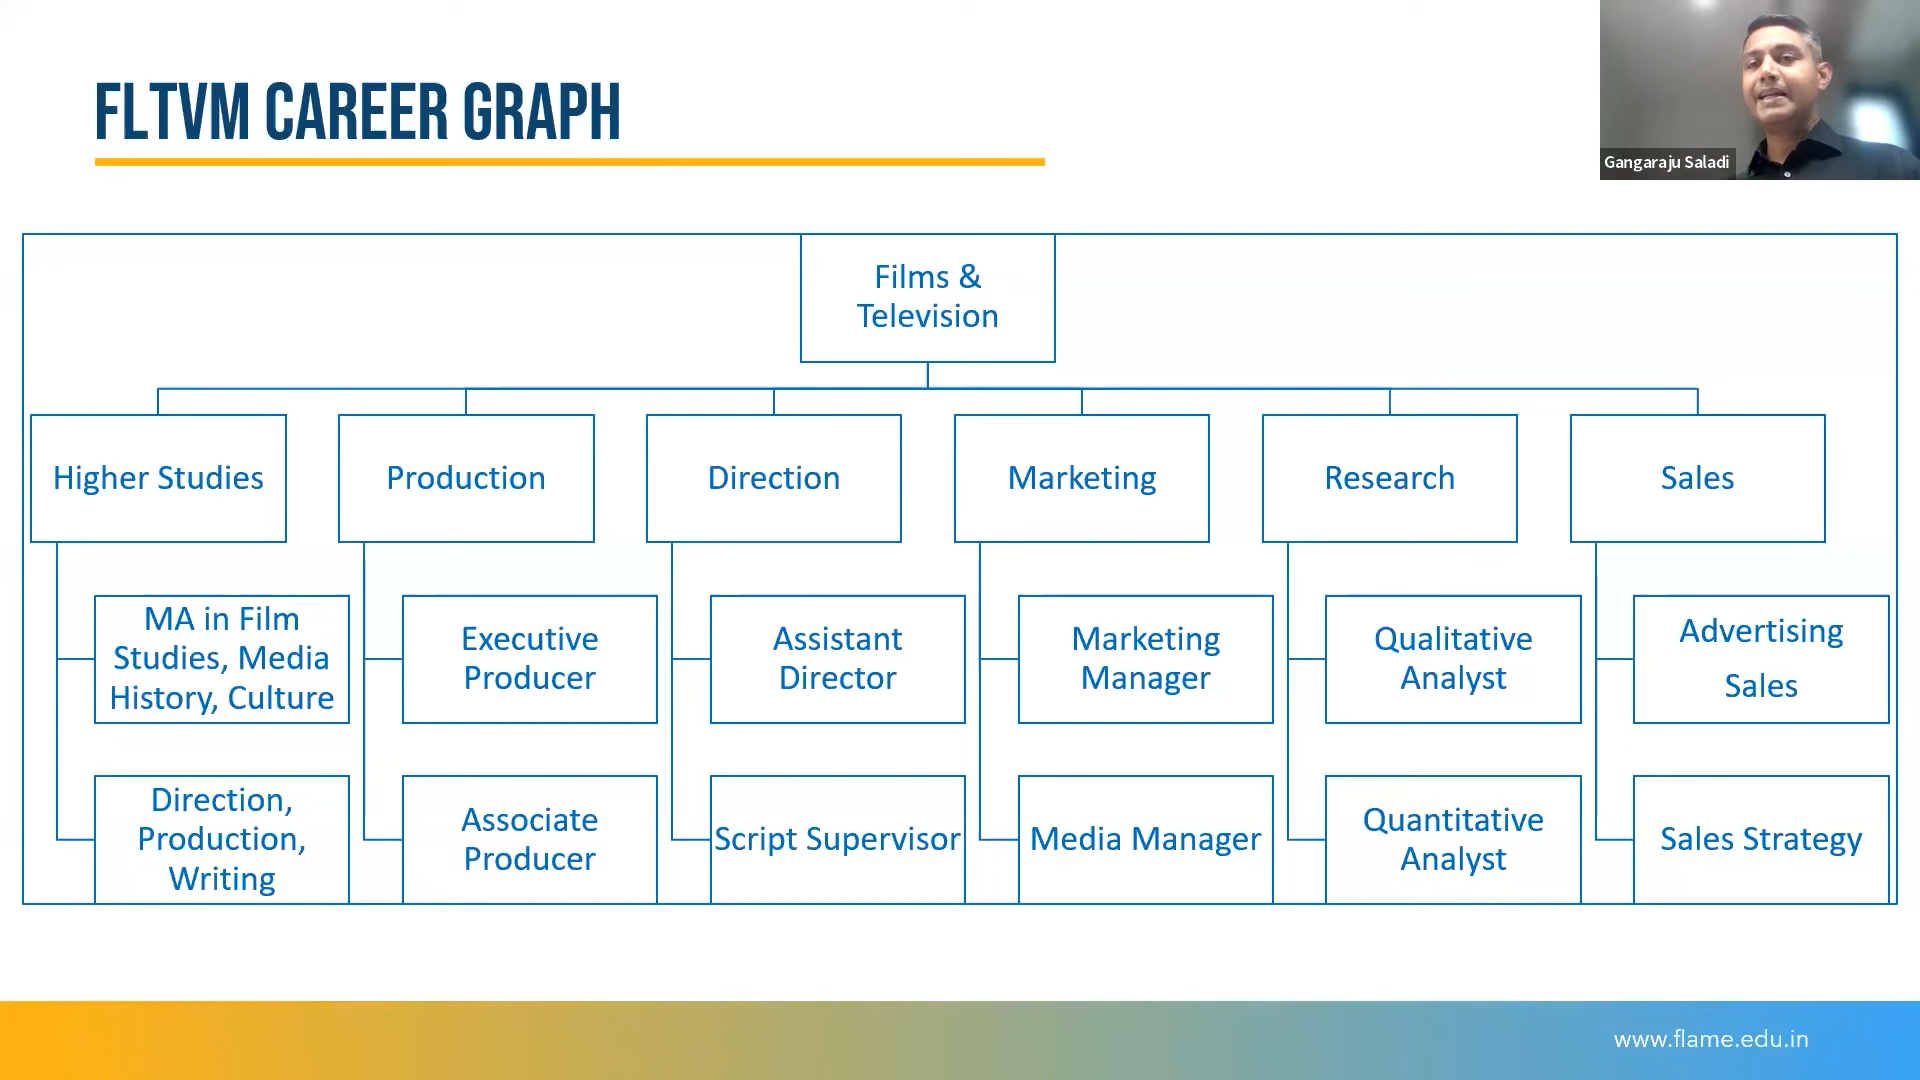 FLTVM CAREER GRAPH
Gangaraju Saladi
Films &
Television
Higher Studies
Production
Direction
Marketing
Research
Sales
MA in Film
Studies, Media
History, Culture
Executive
Producer
Assistant
Director
Marketing
Manager
Qualitative
Analyst
Advertising
Sales
Direction,
Production,
Writing
Associate
Producer
Script Supervisor
Media Manager
Quantitative
Analyst
Sales Strategy
www.flame.edu.in